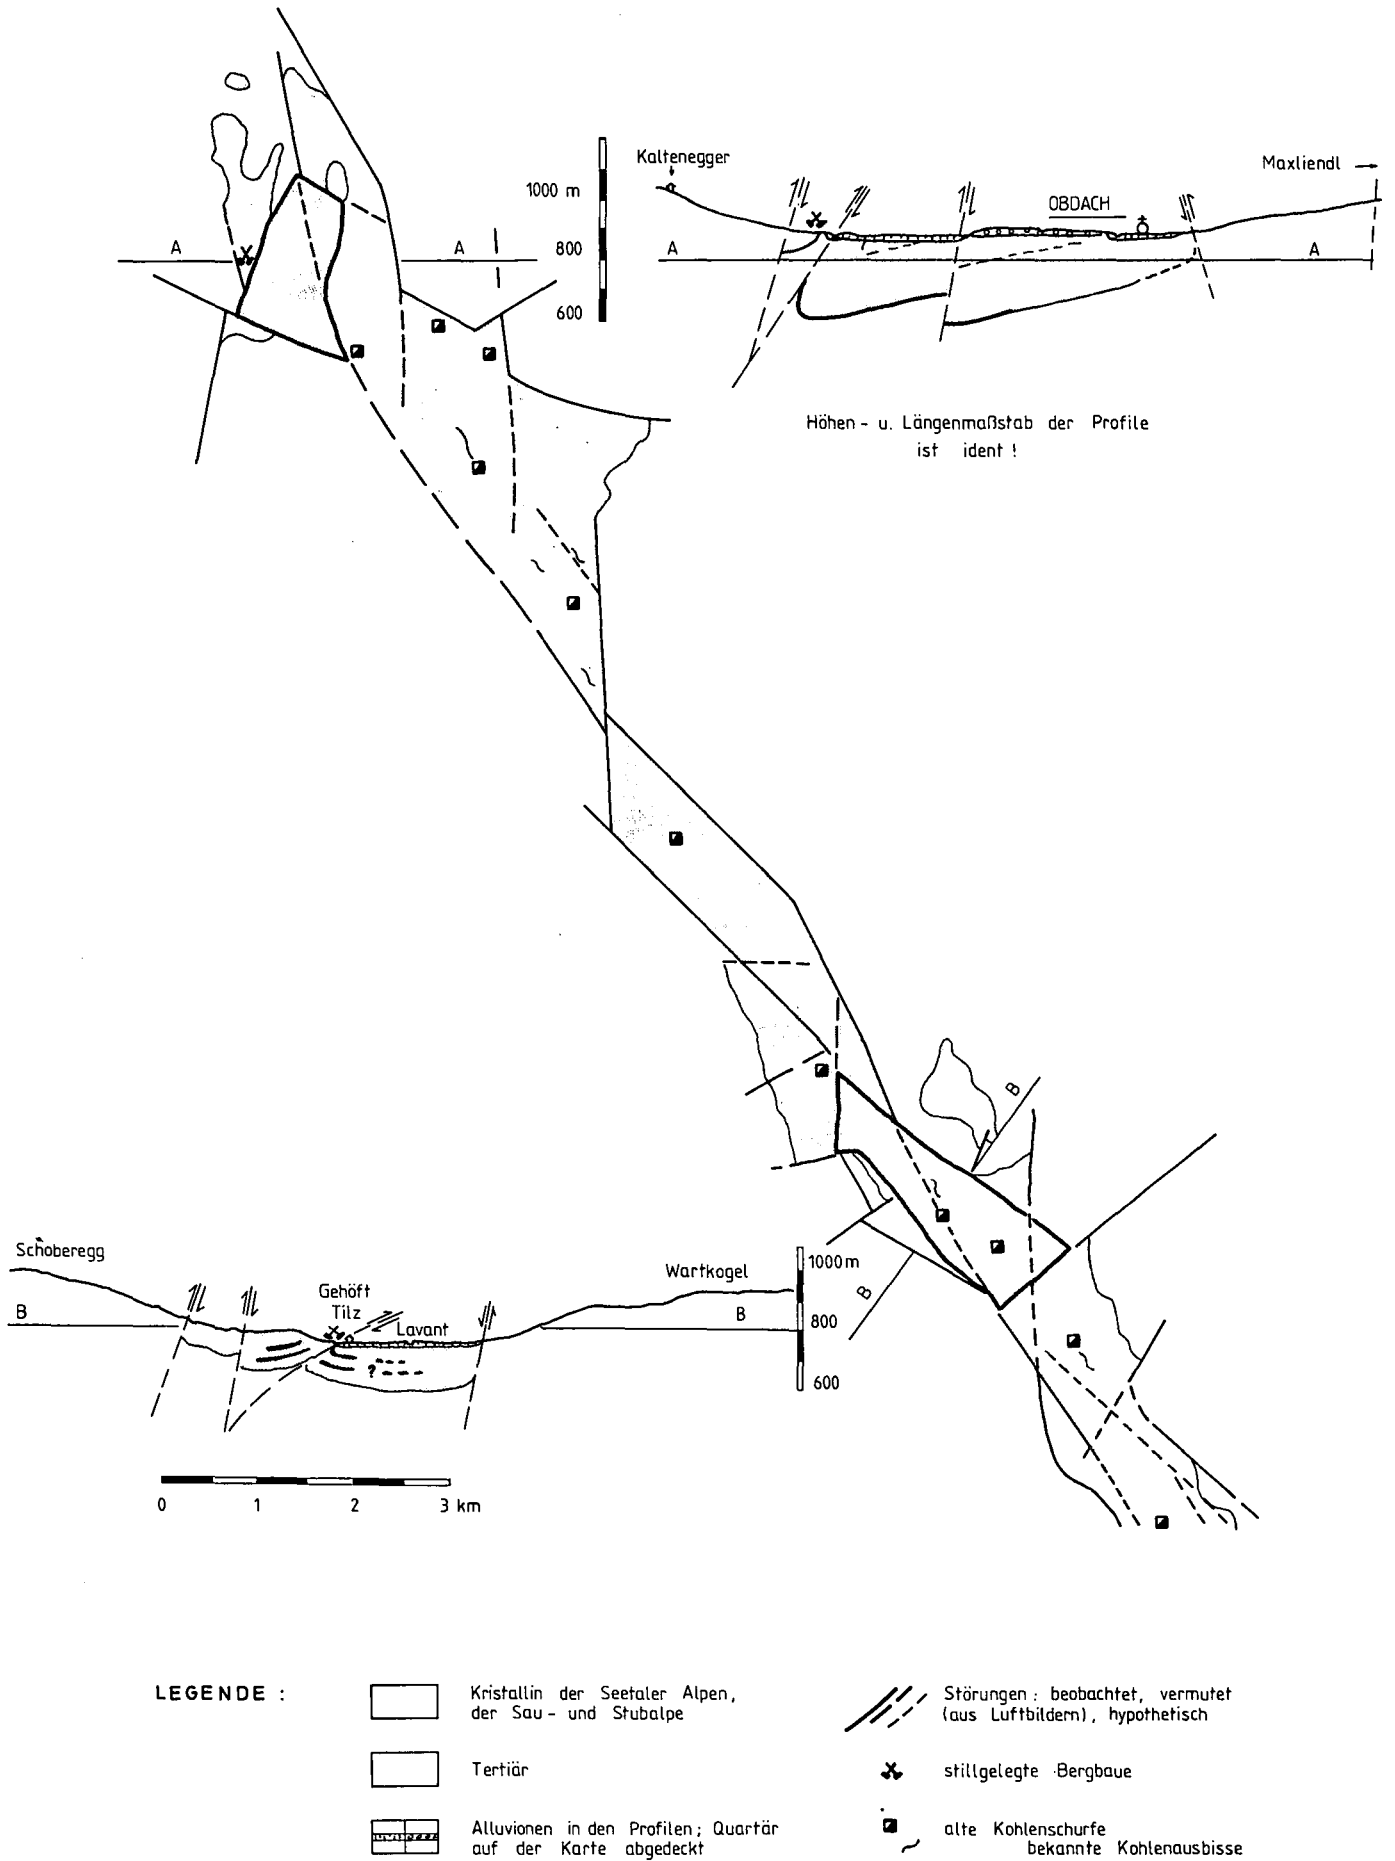 Kaltenegger
Maxliendl
1000 m
OBDACH
A
A
800
A
A
600
Höhen- u. Längenmaßstab der Profile
ist ident !
B
Schoberegg
1000 m
Wartkogel
Gehöft
Tilz
B
B
B
Lavant
800
?
600
0 1 2 3 km
LEGENDE :
Kristallin der Seetaler Alpen,
der Sau- und Stubalpe
Tertiär
Alluvionen in den Profilen; Quartär
auf der Karte abgedeckt
Störungen : beobachtet, vermutet
(aus Luftbildern), hypothetisch
stillgelegte Bergbaue
alte Kohlenschurfe
bekannte Kohlenausbisse